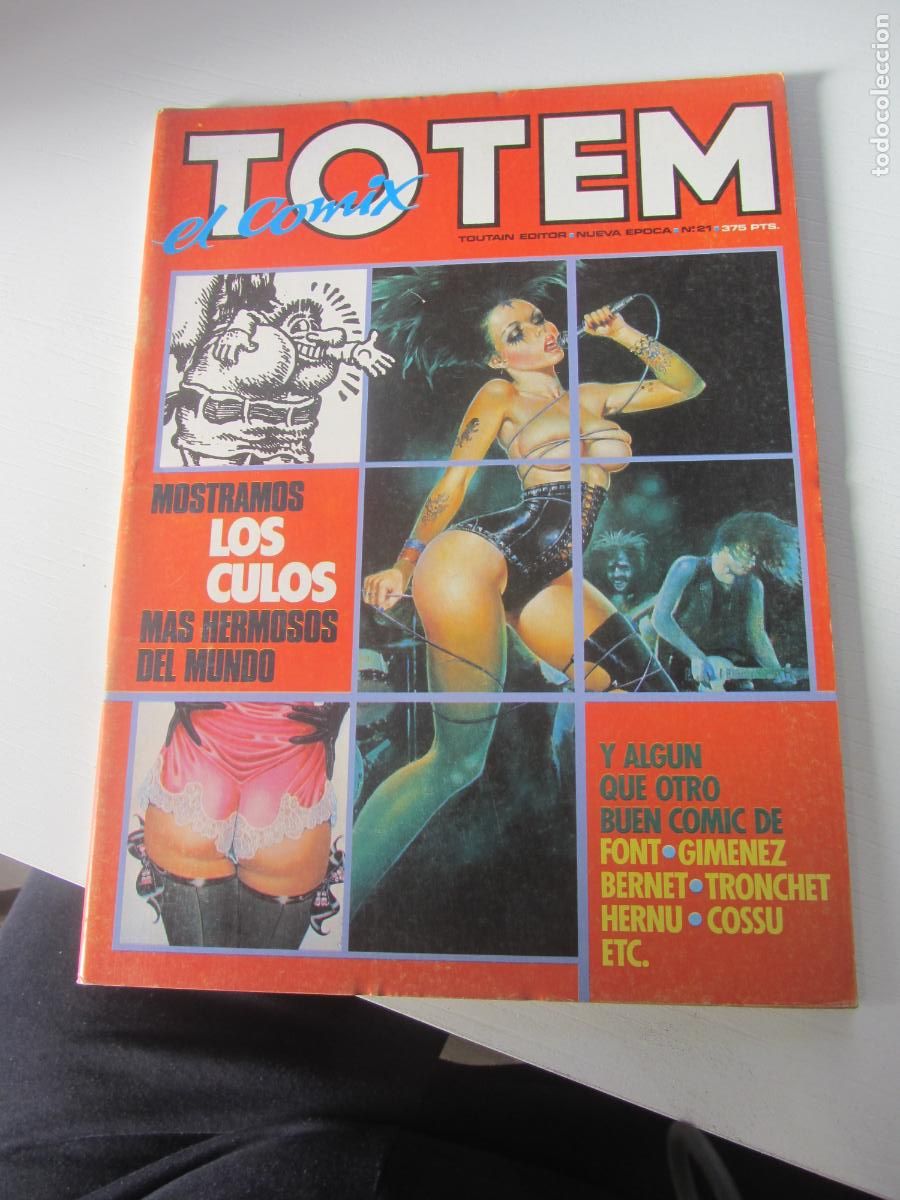 TOTEM
el comix
TOUTAIN EDITOR • NUEVA EPOCA • Nº 21 • 375 PTS.
MOSTRAMOS
LOS
CULOS
MAS HERMOSOS
DEL MUNDO
Y ALGUN
QUE OTRO
BUEN COMIC DE
FONT • GIMENEZ
BERNET • TRONCHET
HERNU • COSSU
ETC.
todocoleccion